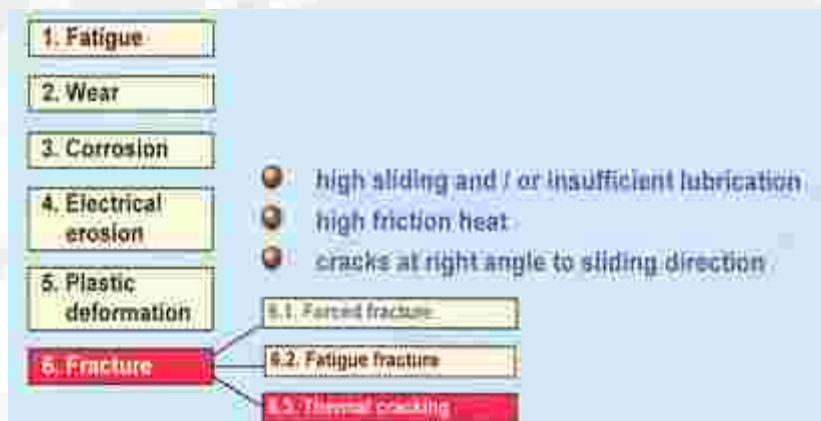 1. Fatigue
2. Wear
3. Corrosion
4. Electrical
erosion
5. Plastic
deformation
6. Fracture
high sliding and / or insufficient lubrication
high friction heat
cracks at right angle to sliding direction
6.1. Forced fracture
6.2. Fatigue fracture
6.3. Thermal cracking